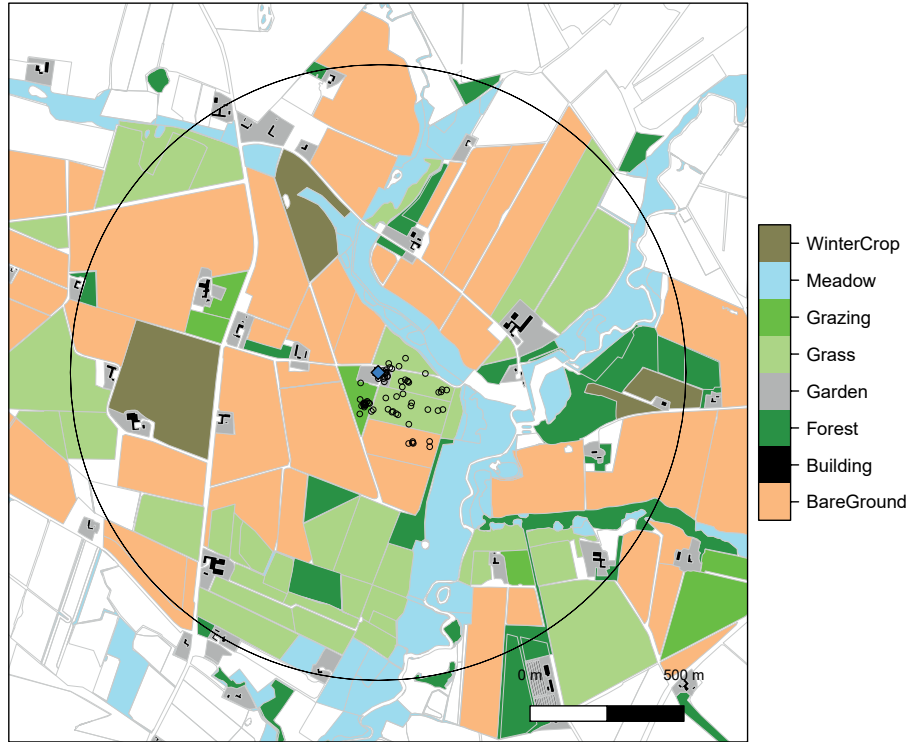 WinterCrop
Meadow
Grazing
Grass
Garden
Forest
Building
BareGround
0 m 500 m